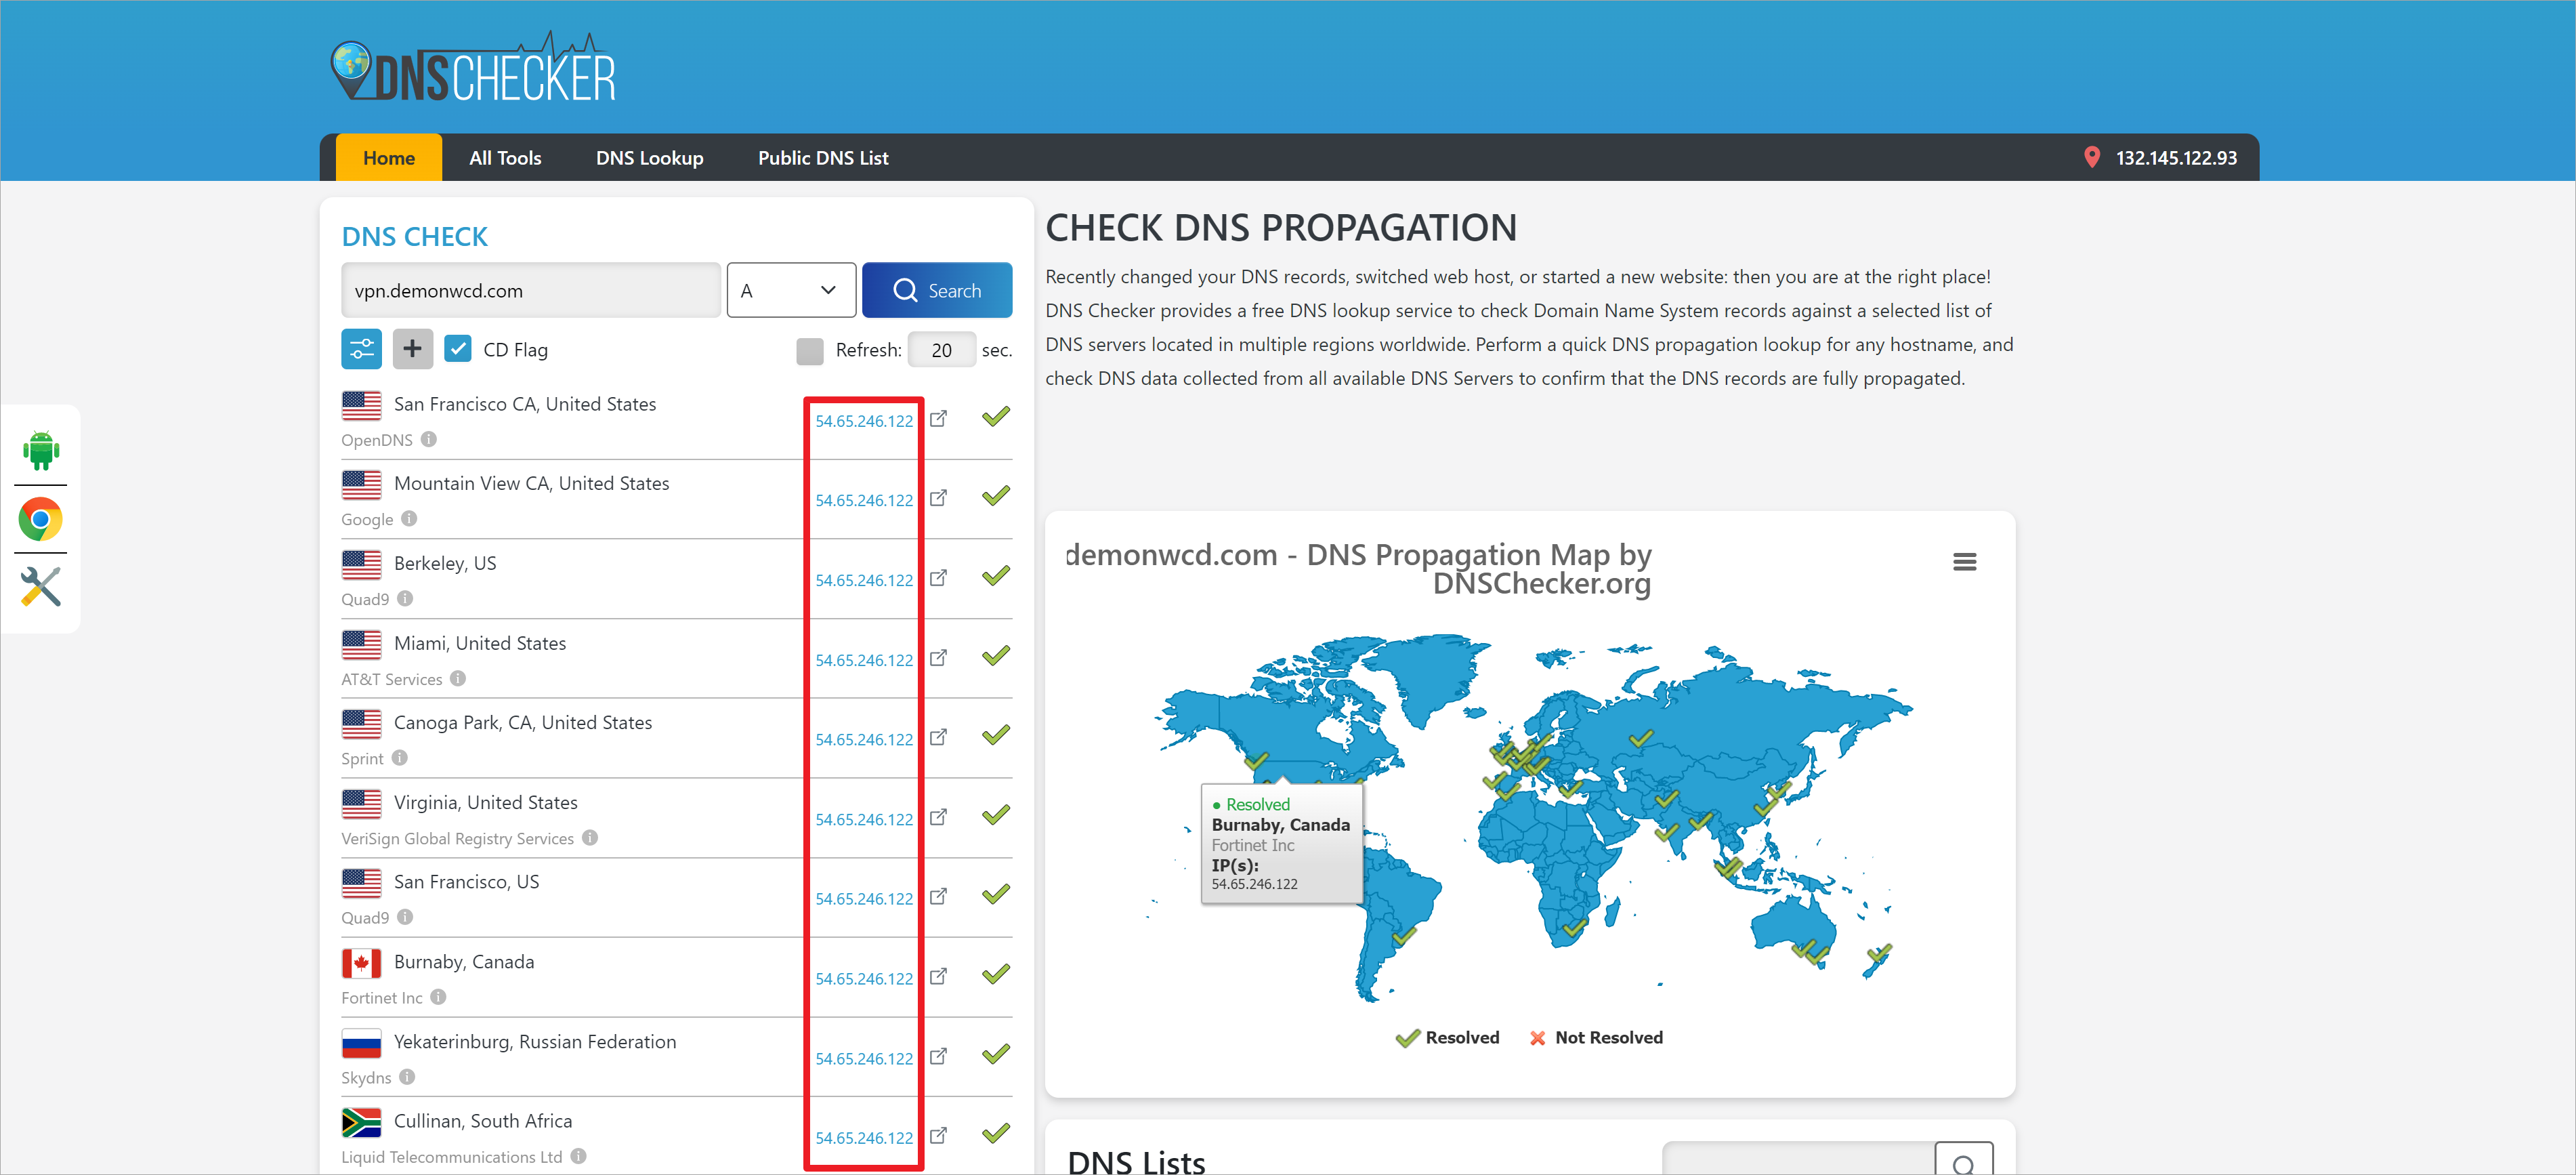 DNSCHECKER
Home
All Tools
DNS Lookup
Public DNS List
132.145.122.93
DNS CHECK
vpn.demonwcd.com
A
Search
CD Flag
Refresh:
20
sec.
San Francisco CA, United States
OpenDNS
54.65.246.122
Mountain View CA, United States
Google
54.65.246.122
Berkeley, US
Quad9
54.65.246.122
Miami, United States
AT&T Services
54.65.246.122
Canoga Park, CA, United States
Sprint
54.65.246.122
Virginia, United States
VeriSign Global Registry Services
54.65.246.122
San Francisco, US
Quad9
54.65.246.122
Burnaby, Canada
Fortinet Inc
54.65.246.122
Yekaterinburg, Russian Federation
Skydns
54.65.246.122
Cullinan, South Africa
Liquid Telecommunications Ltd
54.65.246.122
CHECK DNS PROPAGATION
Recently changed your DNS records, switched web host, or started a new website: then you are at the right place!
DNS Checker provides a free DNS lookup service to check Domain Name System records against a selected list of
DNS servers located in multiple regions worldwide. Perform a quick DNS propagation lookup for any hostname, and
check DNS data collected from all available DNS Servers to confirm that the DNS records are fully propagated.
demonwcd.com - DNS Propagation Map by
DNSChecker.org
Resolved
Burnaby, Canada
Fortinet Inc
IP(s):
54.65.246.122
Resolved
Not Resolved
DNS Lists